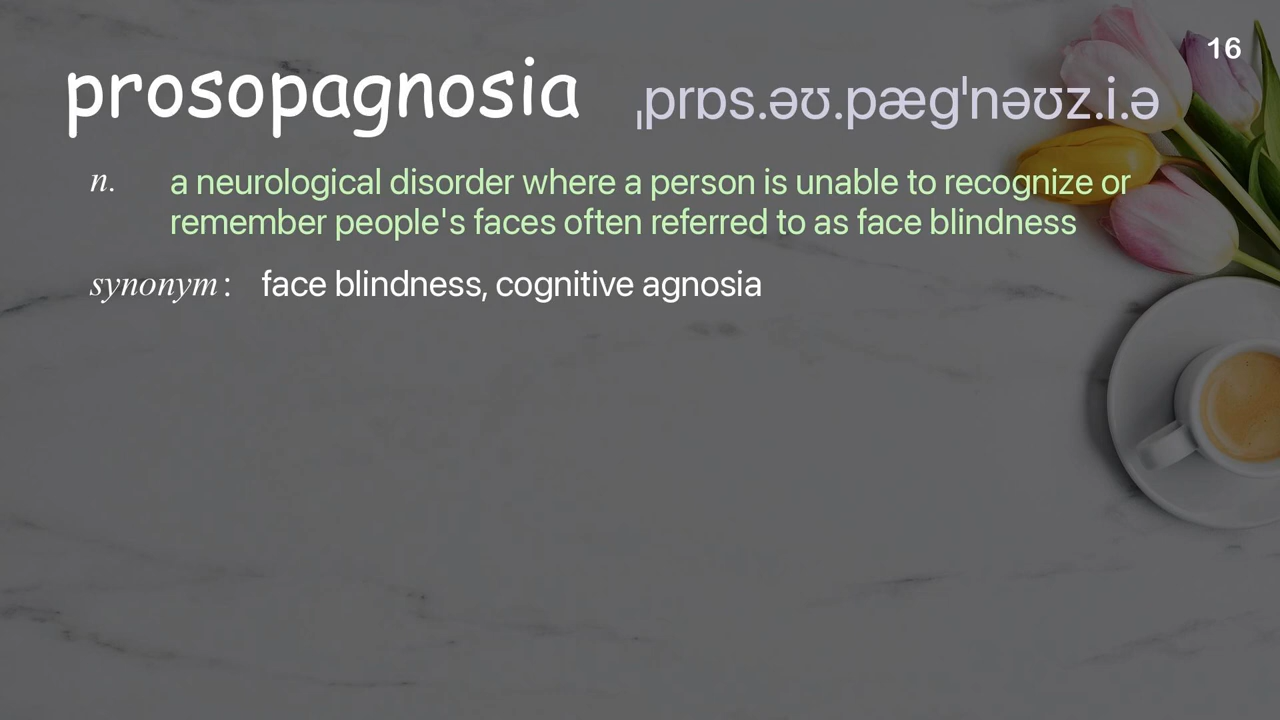 16
prosopagnosia ˌprɒs.əʊ.pæɡˈnəʊz.i.ə
n. a neurological disorder where a person is unable to recognize or
remember people's faces often referred to as face blindness
synonym : face blindness, cognitive agnosia